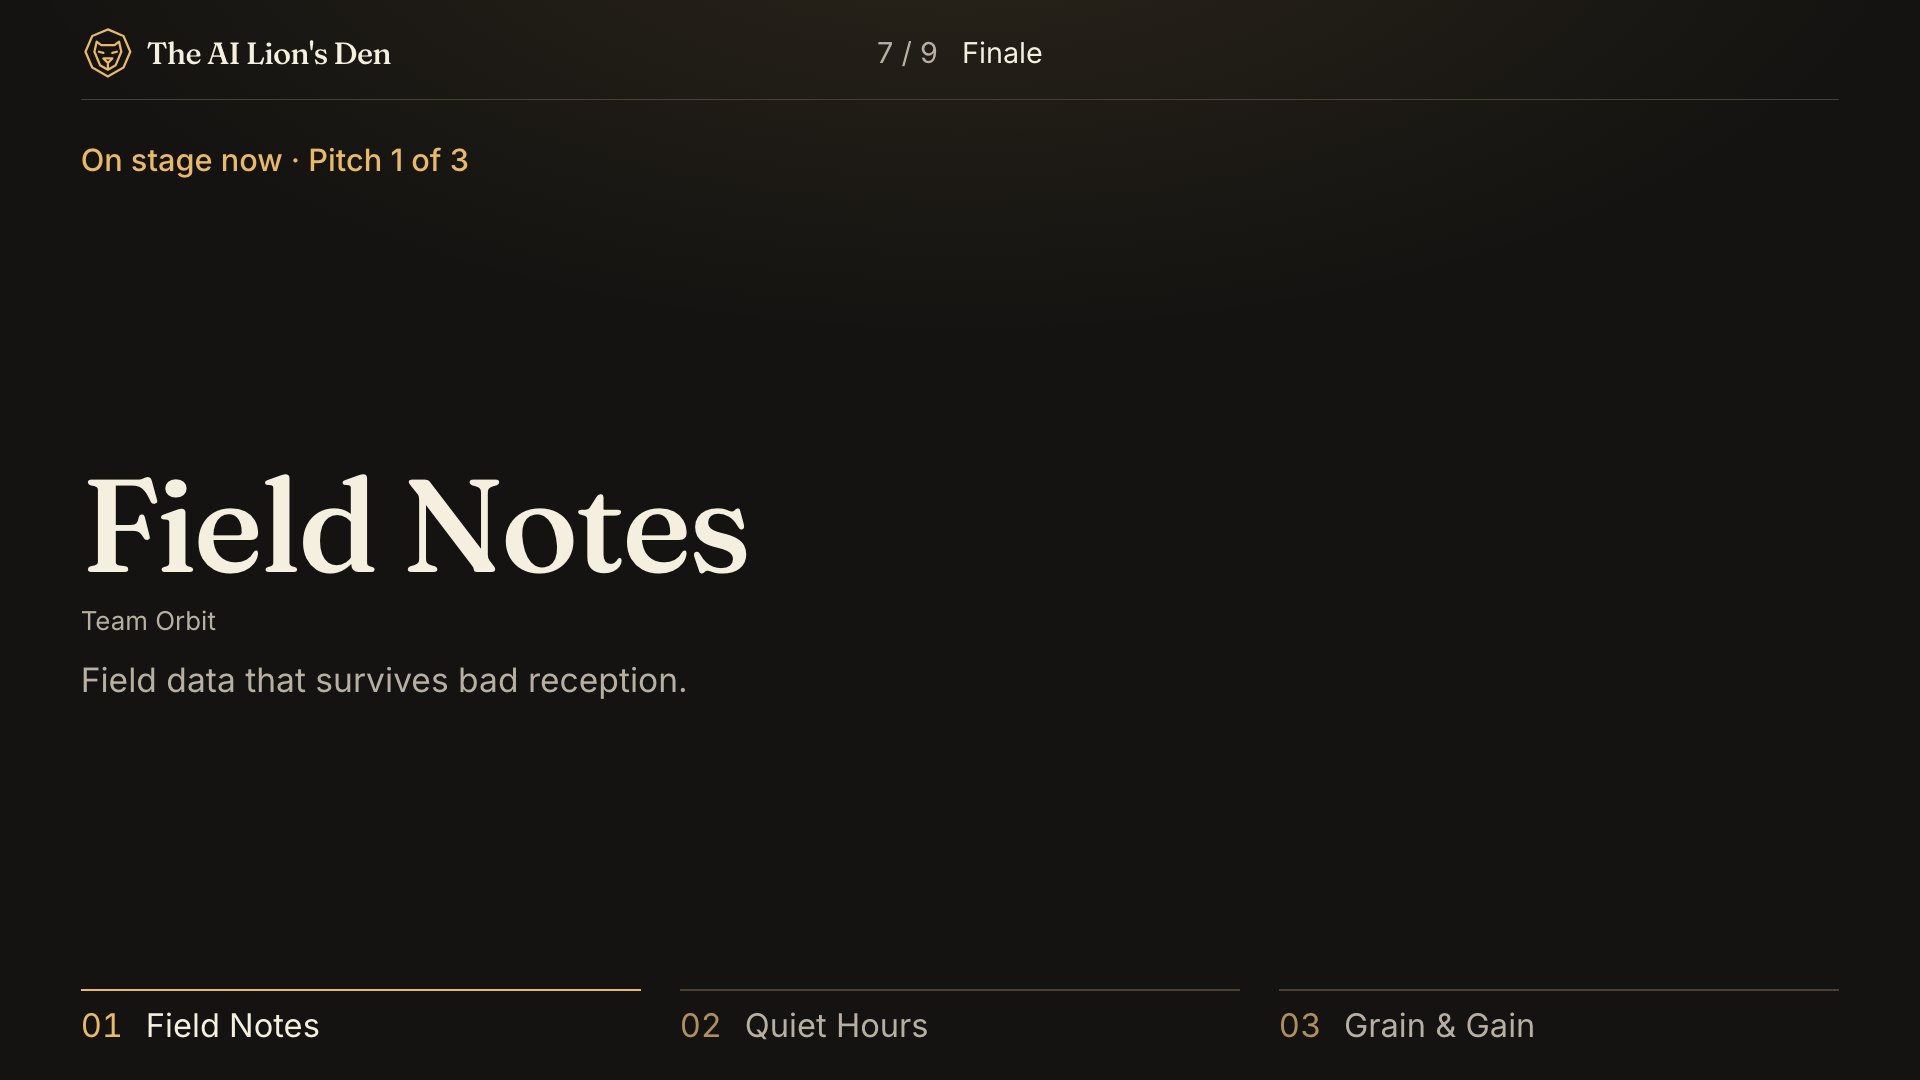 The AI Lion's Den
7 / 9 Finale
On stage now · Pitch 1 of 3
Field Notes
Team Orbit
Field data that survives bad reception.
01 Field Notes
02 Quiet Hours
03 Grain & Gain